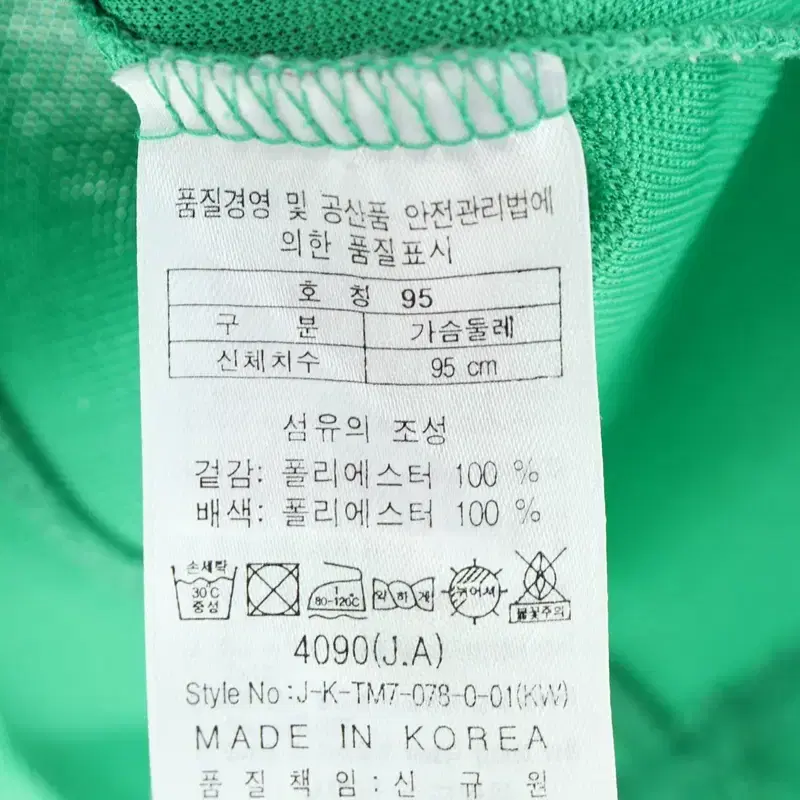 품질경영 및 공산품 안전관리법에
의한 품질표시
호 칭 95
구 분 가슴둘레
신체치수 95 cm
섬유의 조성
겉감: 폴리에스터 100 %
배색: 폴리에스터 100 %
손세탁
30℃
중성
1
80-120℃
약하게
뉘어서
불꽃주의
4090(J.A)
Style No :J-K-TM7-078-0-01(KW)
MADE IN KOREA
품 질 책 임 : 신 규 원